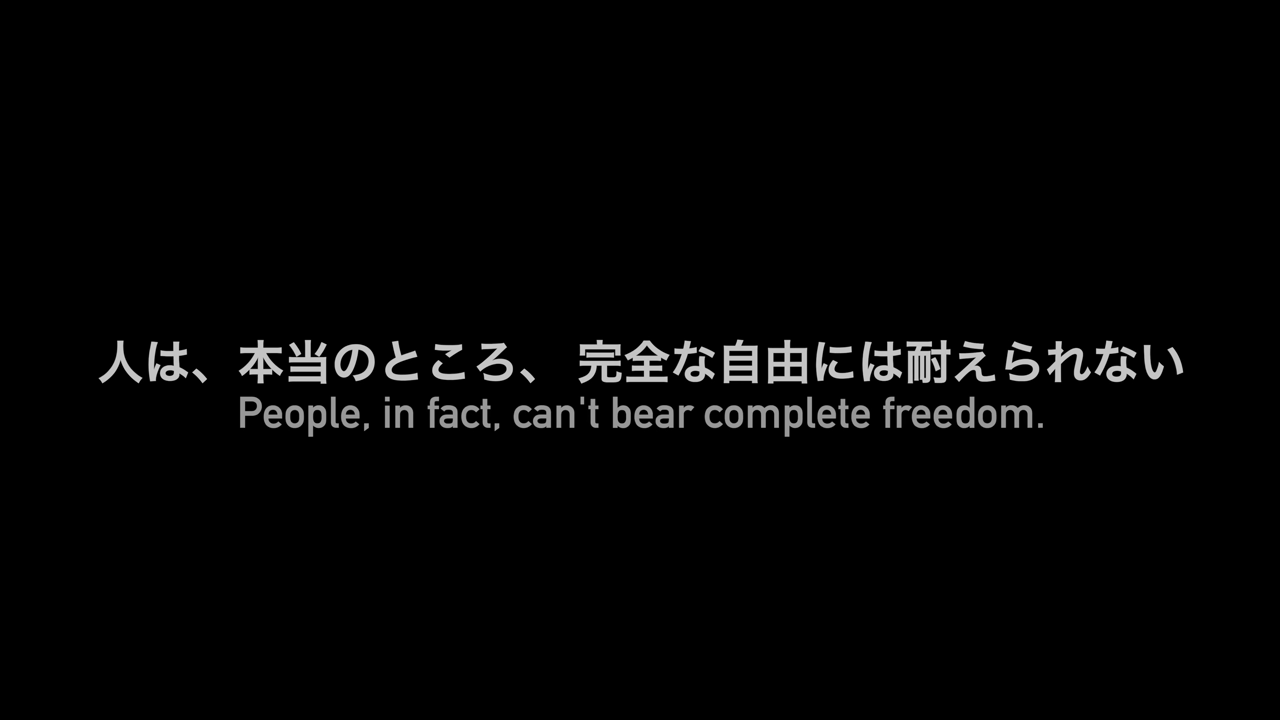 人は、本当のところ、 完全な自由には耐えられない
People, in fact, can't bear complete freedom.